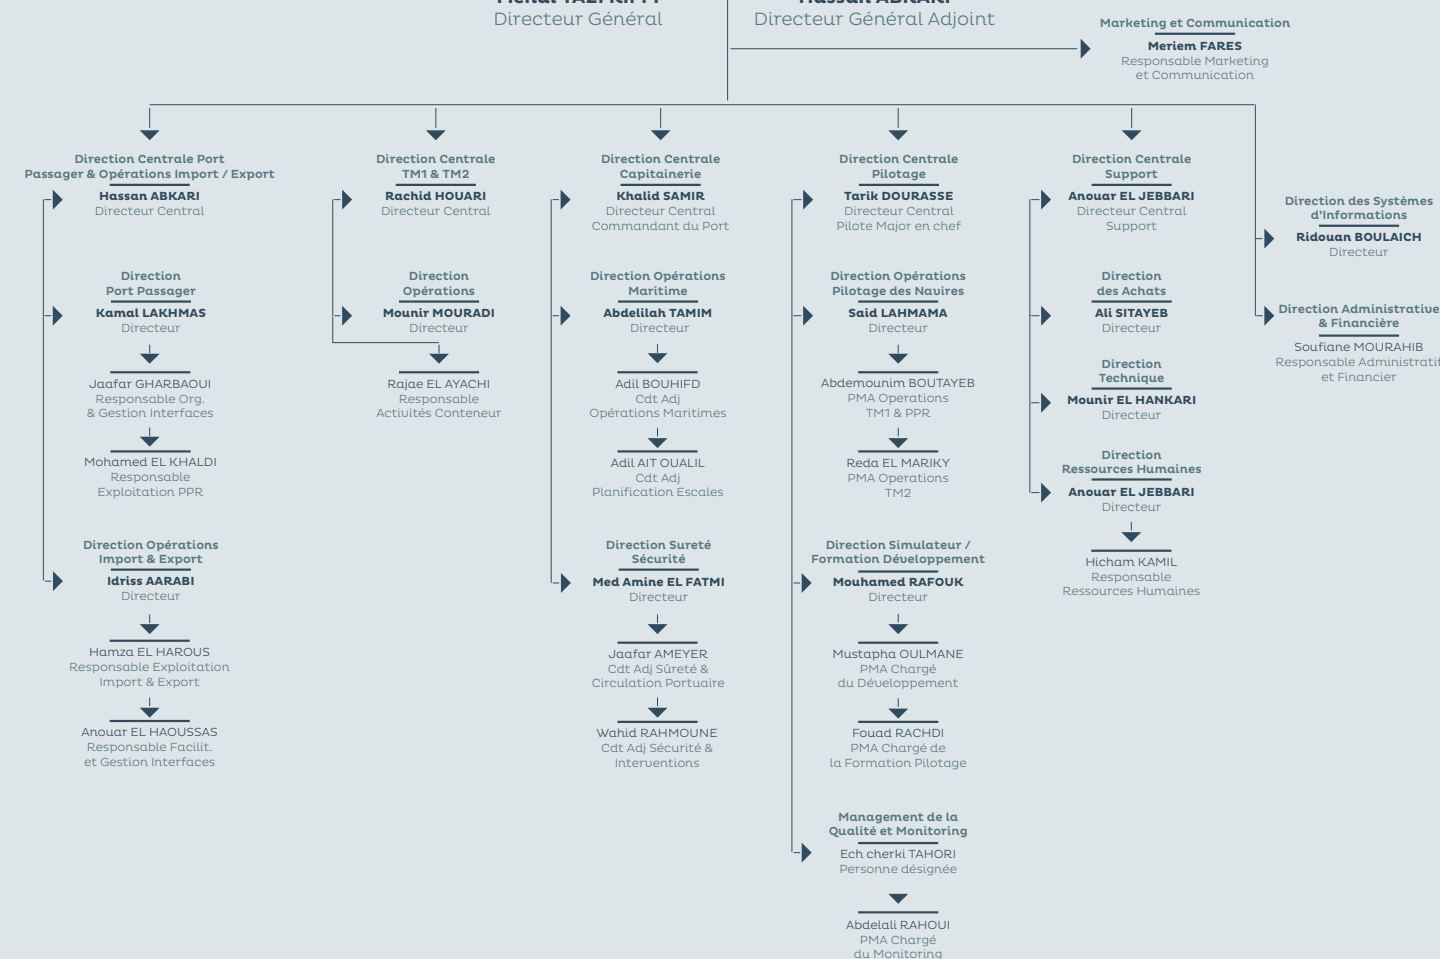 Directeur Général
Directeur Général Adjoint
Marketing et Communication
Meriem FARES
Responsable Marketing
et Communication
Direction Centrale Port
Passager & Opérations Import / Export
Hassan ABKARI
Directeur Central
Direction
Port Passager
Kamal LAKHMAS
Directeur
Jaafar GHARBAOUI
Responsable Org.
& Gestion Interfaces
Mohamed EL KHALDI
Responsable
Exploitation PPR
Direction Opérations
Import & Export
Idriss AARABI
Directeur
Hamza EL HAROUS
Responsable Exploitation
Import & Export
Anouar EL HAOUSSAS
Responsable Facilit.
et Gestion Interfaces
Direction Centrale
TM1 & TM2
Rachid HOUARI
Directeur Central
Direction
Opérations
Mounir MOURADI
Directeur
Rajae EL AYACHI
Responsable
Activités Conteneur
Direction Centrale
Capitainerie
Khalid SAMIR
Directeur Central
Commandant du Port
Direction Opérations
Maritime
Abdelilah TAMIM
Directeur
Adil BOUHIFD
Cdt Adj
Opérations Maritimes
Adil AIT OUALIL
Cdt Adj
Planification Escales
Direction Sureté
Sécurité
Med Amine EL FATMI
Directeur
Jaafar AMEYER
Cdt Adj Sûreté &
Circulation Portuaire
Wahid RAHMOUNE
Cdt Adj Sécurité &
Interventions
Direction Centrale
Pilotage
Tarik DOURASSE
Directeur Central
Pilote Major en chef
Direction Opérations
Pilotage des Navires
Said LAHMAMA
Directeur
Abdemounim BOUTAYEB
PMA Operations
TM1 & PPR
Reda EL MARIKY
PMA Operations
TM2
Direction Simulateur /
Formation Développement
Mouhamed RAFOUK
Directeur
Mustapha OULMANE
PMA Chargé
du Développement
Fouad RACHDI
PMA Chargé de
la Formation Pilotage
Management de la
Qualité et Monitoring
Ech cherki TAHORI
Personne désignée
Abdelali RAHOUI
PMA Chargé
du Monitoring
Direction Centrale
Support
Anouar EL JEBBARI
Directeur Central
Support
Direction
des Achats
Ali SITAYEB
Directeur
Direction
Technique
Mounir EL HANKARI
Directeur
Direction
Ressources Humaines
Anouar EL JEBBARI
Directeur
Hicham KAMIL
Responsable
Ressources Humaines
Direction des Systèmes
d'Informations
Ridouan BOULAICH
Directeur
Direction Administrative
& Financière
Soufiane MOURAHIB
Responsable Administratif
et Financier